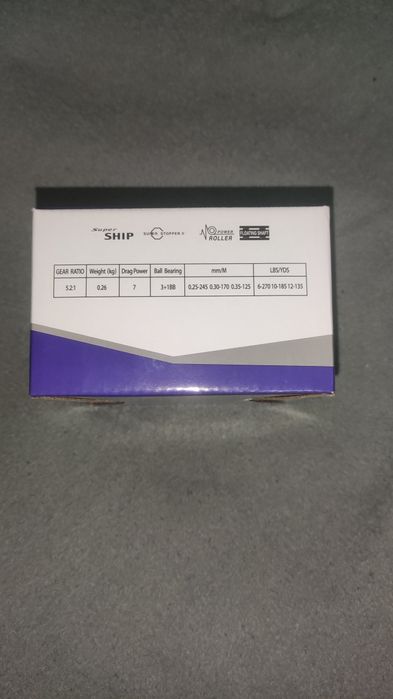 Super SHIP SUPER STOPPER II POWER ROLLER FLOATING SHAFT
GEAR RATIO Weight (kg) Drag Power Ball Bearing mm/M LBS/YDS
5.2:1 0.26 7 3+1BB 0.25-245 0.30-170 0.35-125 6-270 10-185 12-135